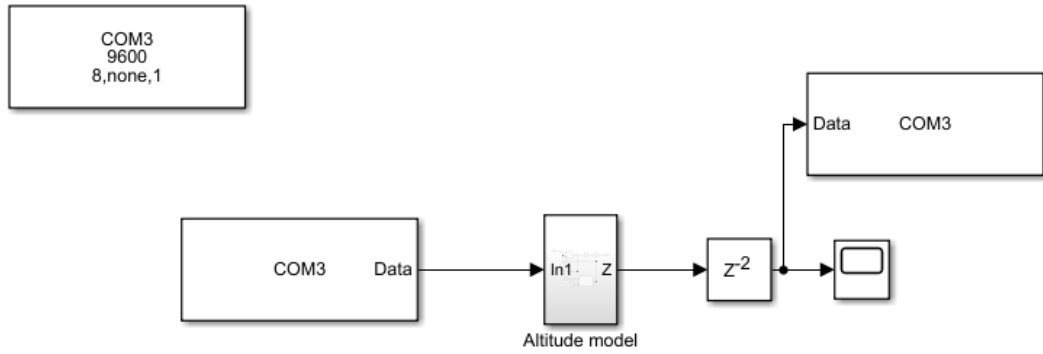 COM3
9600
8,none,1
Data COM3
COM3 Data
In1 Z
Z-2
Altitude model